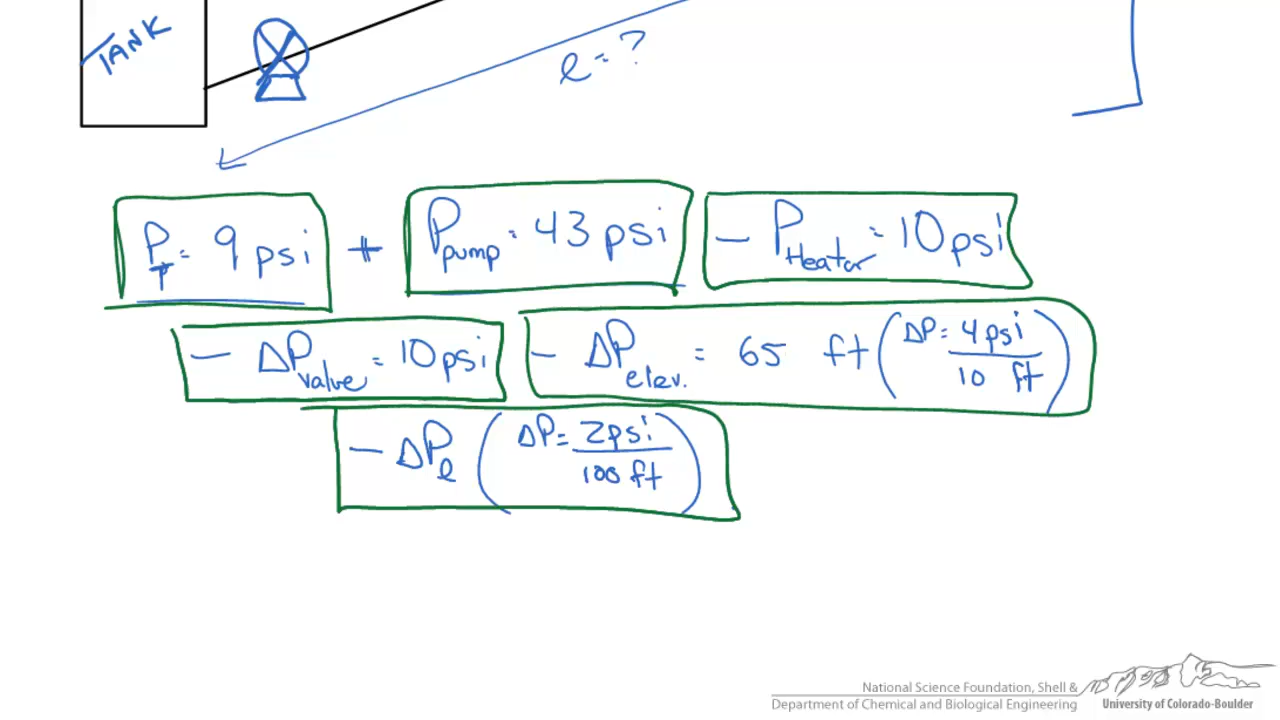 TANK
l = ?
P_T = 9 psi + P_pump = 43 psi - P_Heator = 10 psi
- ΔP_valve = 10 psi - ΔP_elev. = 65 ft (ΔP = 4 psi / 10 ft)
- ΔP_l (ΔP = 2 psi / 100 ft)
National Science Foundation, Shell &
Department of Chemical and Biological Engineering
University of Colorado-Boulder